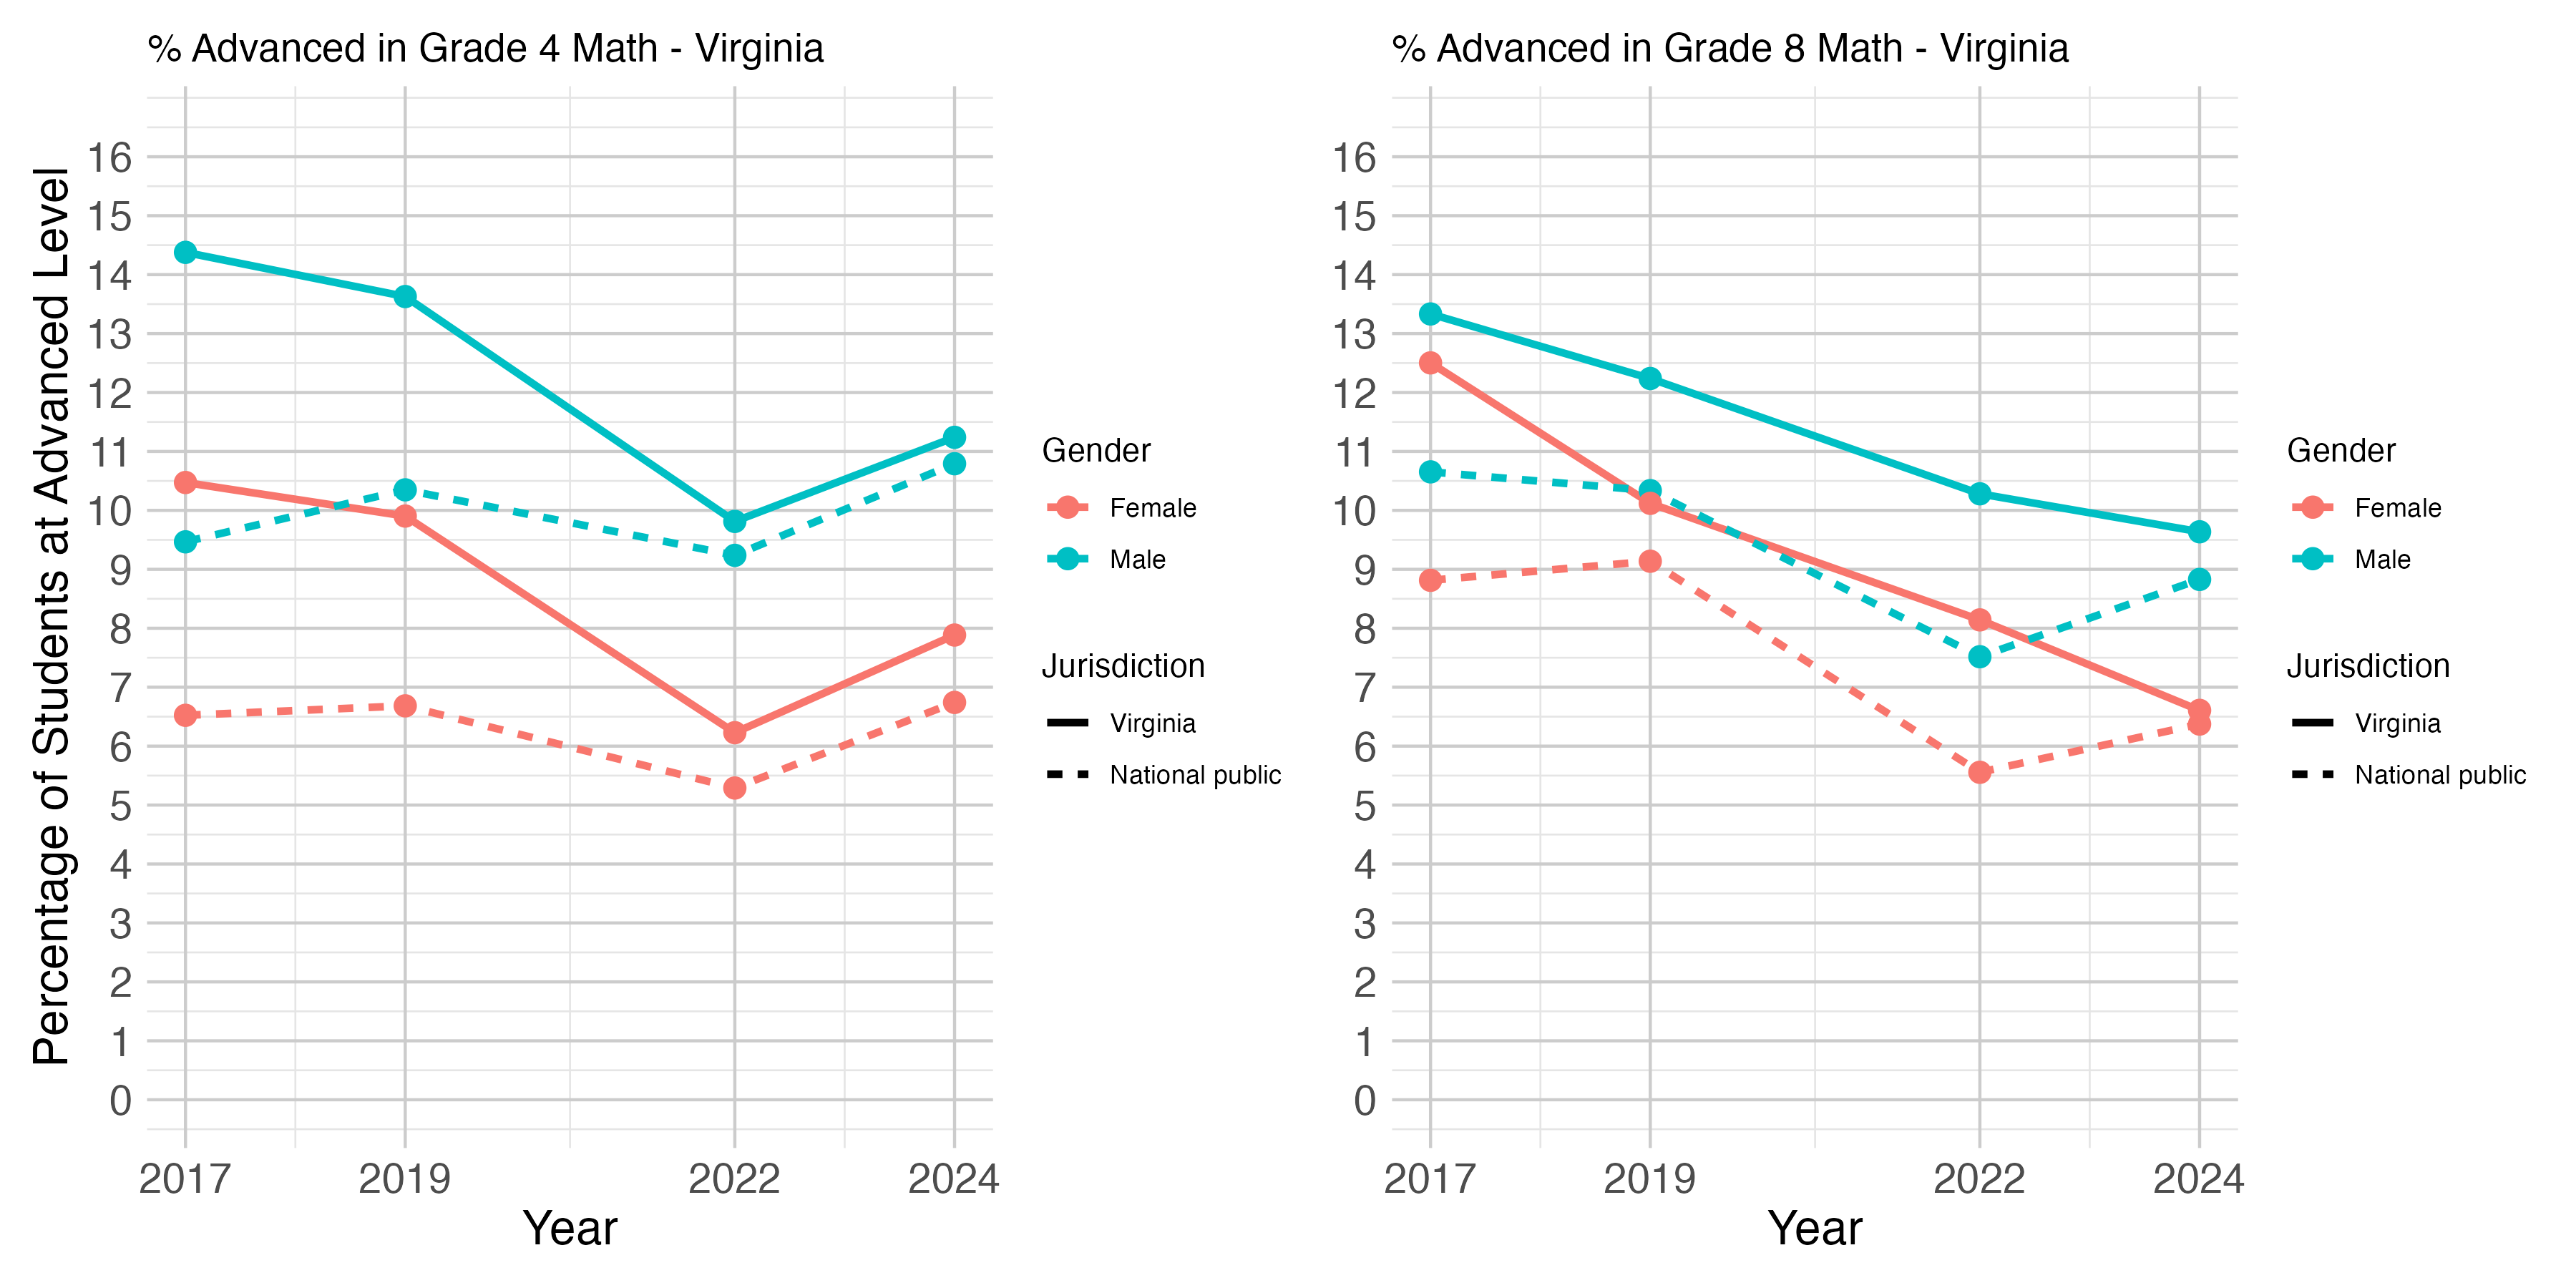 % Advanced in Grade 4 Math - Virginia
Percentage of Students at Advanced Level
16
15
14
13
12
11
10
9
8
7
6
5
4
3
2
1
0
2017 2019 2022 2024
Year
Gender
Female
Male
Jurisdiction
Virginia
National public
% Advanced in Grade 8 Math - Virginia
16
15
14
13
12
11
10
9
8
7
6
5
4
3
2
1
0
2017 2019 2022 2024
Year
Gender
Female
Male
Jurisdiction
Virginia
National public